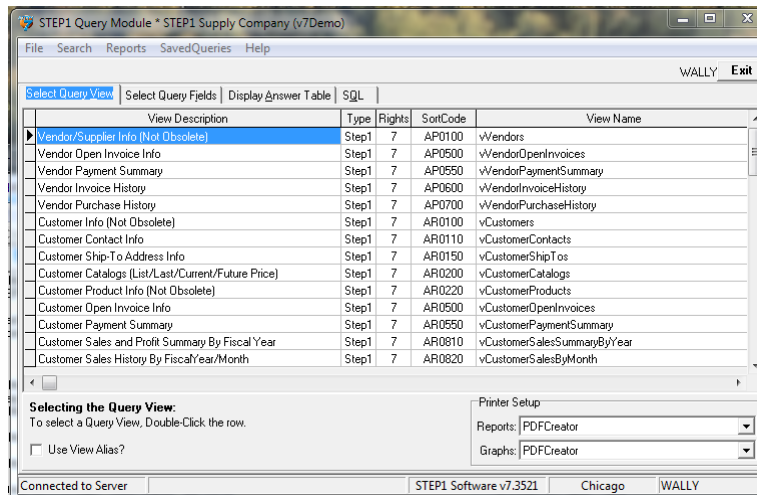 STEP1 Query Module * STEP1 Supply Company (v7Demo)
File Search Reports SavedQueries Help
WALLY Exit
Select Query View Select Query Fields Display Answer Table SQL
View Description Type Rights SortCode View Name
Vendor/Supplier Info (Not Obsolete) Step1 7 AP0100 vVendors
Vendor Open Invoice Info Step1 7 AP0500 vVendorOpenInvoices
Vendor Payment Summary Step1 7 AP0550 vVendorPaymentSummary
Vendor Invoice History Step1 7 AP0600 vVendorInvoiceHistory
Vendor Purchase History Step1 7 AP0700 vVendorPurchaseHistory
Customer Info (Not Obsolete) Step1 7 AR0100 vCustomers
Customer Contact Info Step1 7 AR0110 vCustomerContacts
Customer Ship-To Address Info Step1 7 AR0150 vCustomerShipTos
Customer Catalogs (List/Last/Current/Future Price) Step1 7 AR0200 vCustomerCatalogs
Customer Product Info (Not Obsolete) Step1 7 AR0220 vCustomerProducts
Customer Open Invoice Info Step1 7 AR0500 vCustomerOpenInvoices
Customer Payment Summary Step1 7 AR0550 vCustomerPaymentSummary
Customer Sales and Profit Summary By Fiscal Year Step1 7 AR0810 vCustomerSalesSummaryByYear
Customer Sales History By FiscalYear/Month Step1 7 AR0820 vCustomerSalesByMonth
Selecting the Query View:
To select a Query View, Double-Click the row.
Use View Alias?
Printer Setup
Reports: PDFCreator
Graphs: PDFCreator
Connected to Server STEP1 Software v7.3521 Chicago WALLY